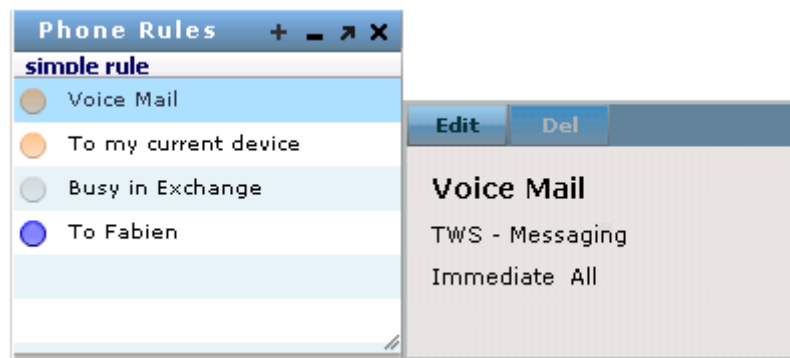 Phone Rules
simple rule
Voice Mail
To my current device
Busy in Exchange
To Fabien
Edit Del
Voice Mail
TWS - Messaging
Immediate All